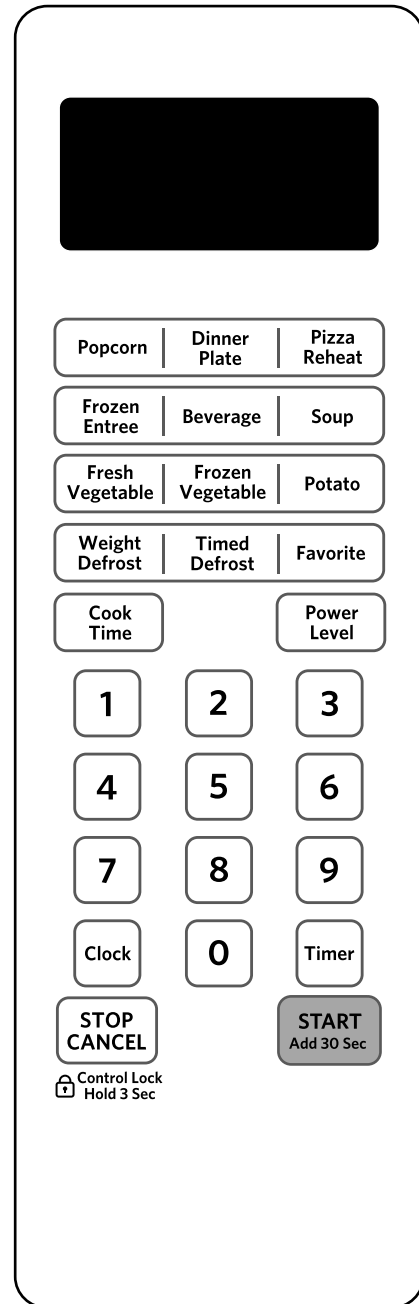 Popcorn
Dinner
Plate
Pizza
Reheat
Frozen
Entree
Beverage
Soup
Fresh
Vegetable
Frozen
Vegetable
Potato
Weight
Defrost
Timed
Defrost
Favorite
Cook
Time
Power
Level
1
2
3
4
5
6
7
8
9
Clock
0
Timer
STOP
CANCEL
START
Add 30 Sec
Control Lock
Hold 3 Sec